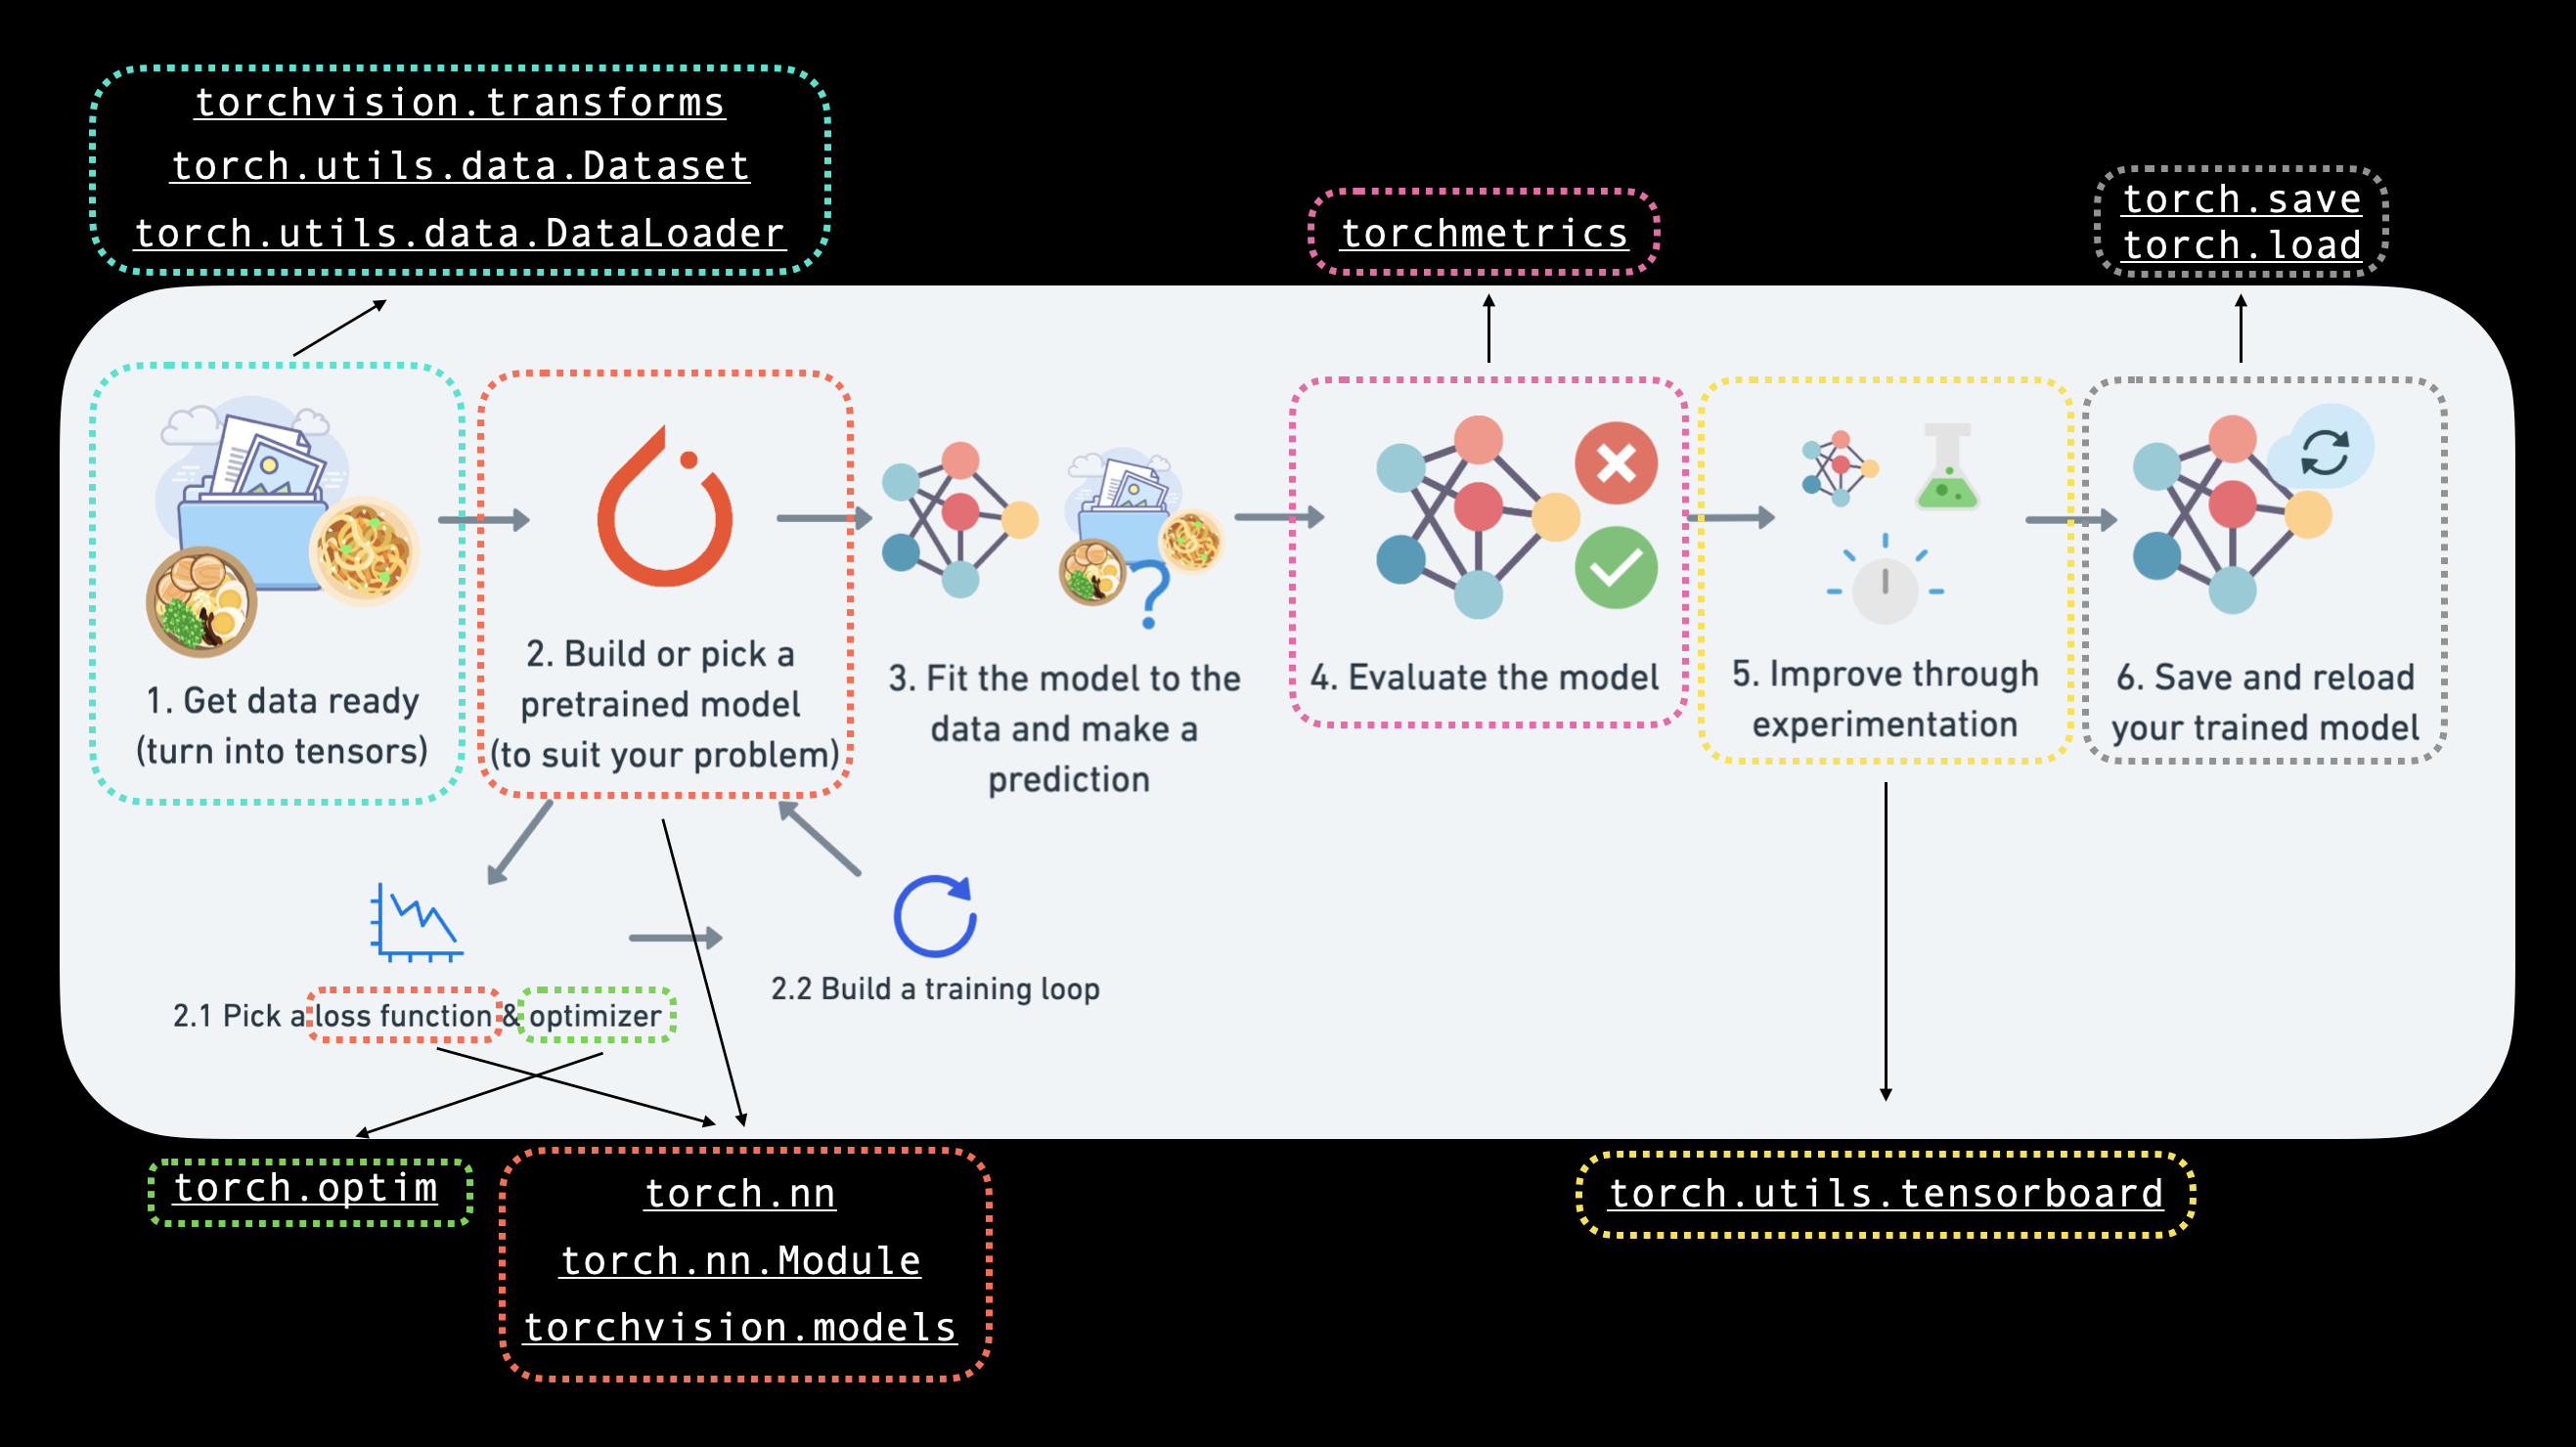 torchvision.transforms
torch.utils.data.Dataset
torch.utils.data.DataLoader
torchmetrics
torch.save
torch.load
1. Get data ready
(turn into tensors)
2. Build or pick a
pretrained model
(to suit your problem)
3. Fit the model to the
data and make a
prediction
4. Evaluate the model
5. Improve through
experimentation
6. Save and reload
your trained model
2.1 Pick a loss function & optimizer
2.2 Build a training loop
torch.optim
torch.nn
torch.nn.Module
torchvision.models
torch.utils.tensorboard